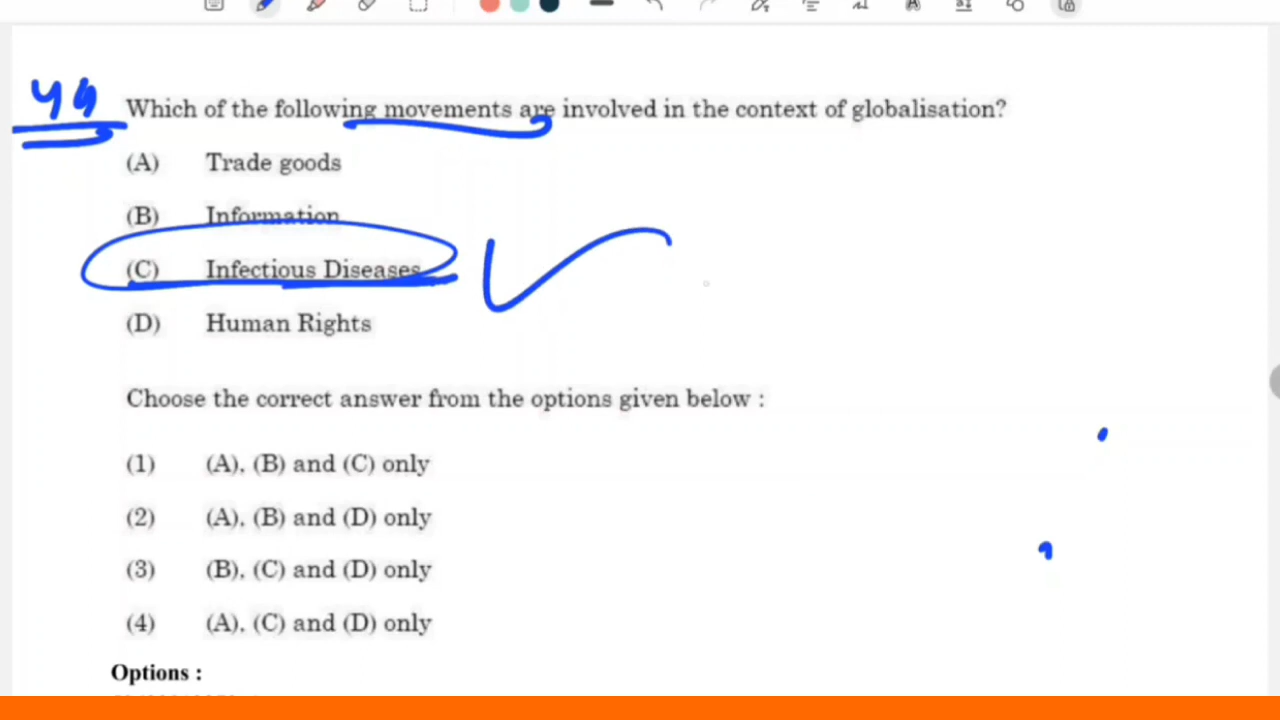 44 Which of the following movements are involved in the context of globalisation?
(A) Trade goods
(B) Information
(C) Infectious Diseases
(D) Human Rights
Choose the correct answer from the options given below :
(1) (A), (B) and (C) only
(2) (A), (B) and (D) only
(3) (B), (C) and (D) only
(4) (A), (C) and (D) only
Options :